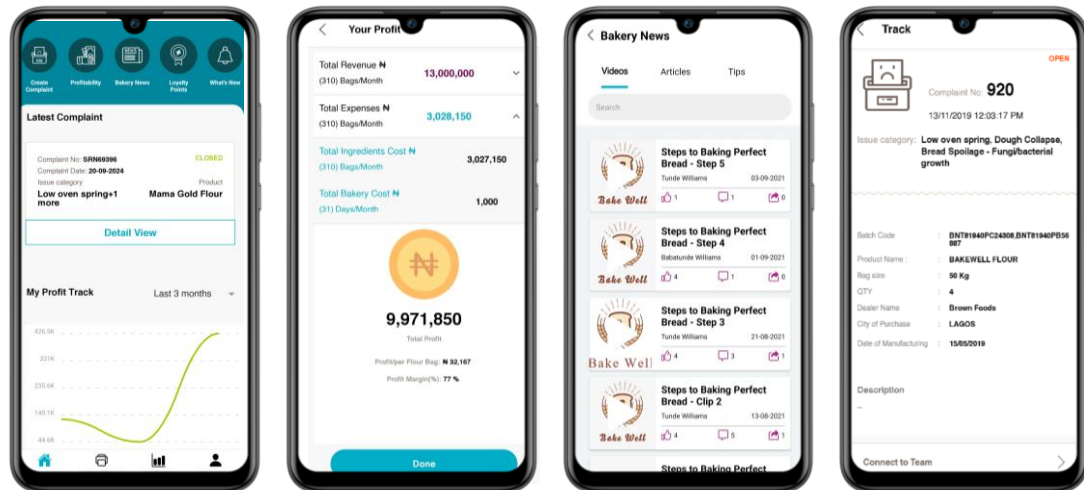 Create Complaint
Profitability
Bakery News
Loyalty Points
What's New
Latest Complaint
Complaint No: SRN69396
CLOSED
Complaint Date: 20-09-2024
Issue category
Product
Low oven spring+1 more
Mama Gold Flour
Detail View
My Profit Track
Last 3 months
426.5K
331K
235.6K
140.1K
44.6K
Your Profit
Total Revenue ₦
(310) Bags/Month
13,000,000
Total Expenses ₦
(310) Bags/Month
3,028,150
Total Ingredients Cost ₦
(310) Bags/Month
3,027,150
Total Bakery Cost ₦
(31) Days/Month
1,000
₦
9,971,850
Total Profit
Profit/per Flour Bag: ₦ 32,167
Profit Margin(%): 77 %
Done
Bakery News
Videos
Articles
Tips
Search
Bake Well
Steps to Baking Perfect
Bread - Step 5
Tunde Williams
03-09-2021
1
1
0
Bake Well
Steps to Baking Perfect
Bread - Step 4
Babatunde Williams
01-09-2021
4
1
0
Bake Well
Steps to Baking Perfect
Bread - Step 3
Tunde Williams
21-08-2021
4
3
1
Bake Well
Steps to Baking Perfect
Bread - Clip 2
Tunde Williams
13-08-2021
4
5
1
Steps to Baking Perfect
Track
OPEN
Complaint No: 920
13/11/2019 12:03:17 PM
Issue category: Low oven spring, Dough Collapse,
Bread Spoilage - Fungi/bacterial
growth
Batch Code : BNT81940PC24308,BNT81940PB56
887
Product Name : : BAKEWELL FLOUR
Bag size : 50 Kg
QTY : 4
Dealer Name : Brown Foods
City of Purchase : LAGOS
Date of Manufacturing : 15/05/2019
Description
--
Connect to Team